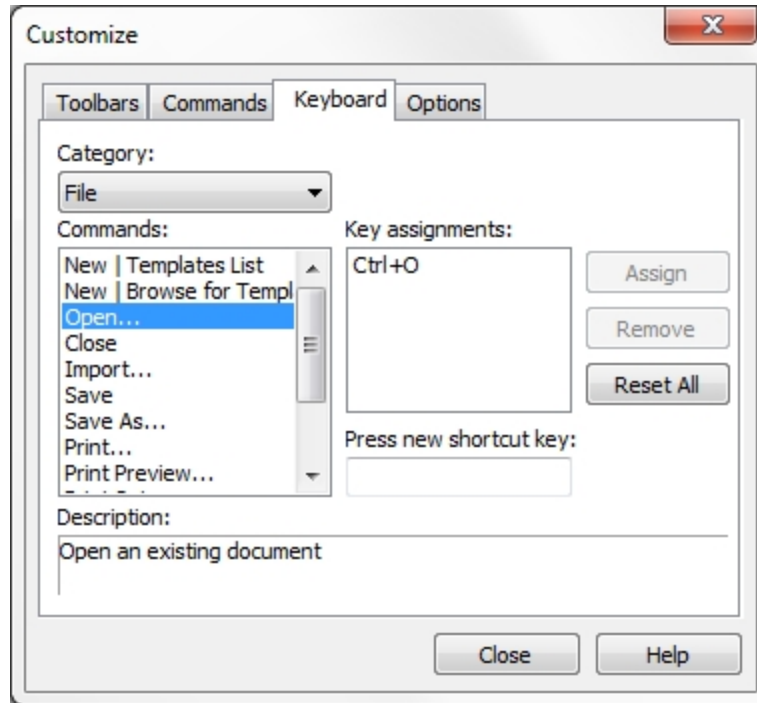 Customize
Toolbars Commands Keyboard Options
Category:
File
Commands:
New | Templates List
New | Browse for Templ
Open...
Close
Import...
Save
Save As...
Print...
Print Preview...
Key assignments:
Ctrl+O
Assign
Remove
Reset All
Press new shortcut key:
Description:
Open an existing document
Close Help